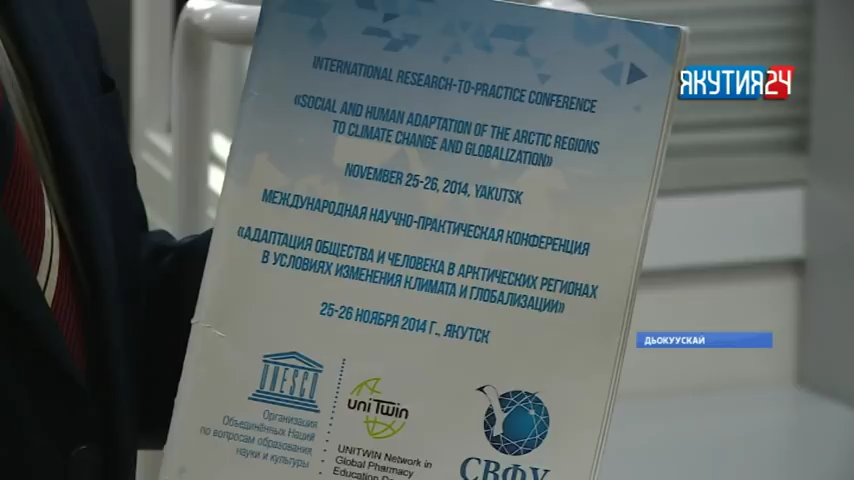 INTERNATIONAL RESEARCH-TO-PRACTICE CONFERENCE
«SOCIAL AND HUMAN ADAPTATION OF THE ARCTIC REGIONS
TO CLIMATE CHANGE AND GLOBALIZATION»
NOVEMBER 25-26, 2014, YAKUTSK
МЕЖДУНАРОДНАЯ НАУЧНО-ПРАКТИЧЕСКАЯ КОНФЕРЕНЦИЯ
«АДАПТАЦИЯ ОБЩЕСТВА И ЧЕЛОВЕКА В АРКТИЧЕСКИХ РЕГИОНАХ
В УСЛОВИЯХ ИЗМЕНЕНИЯ КЛИМАТА И ГЛОБАЛИЗАЦИИ»
25-26 НОЯБРЯ 2014 Г., ЯКУТСК
UNESCO
Организация
Объединённых Наций
по вопросам образования,
науки и культуры
uniTwin
UNITWIN Network in
Global Pharmacy
Education
СВФУ
ЯКУТИЯ24
ДЬОКУУСКАЙ